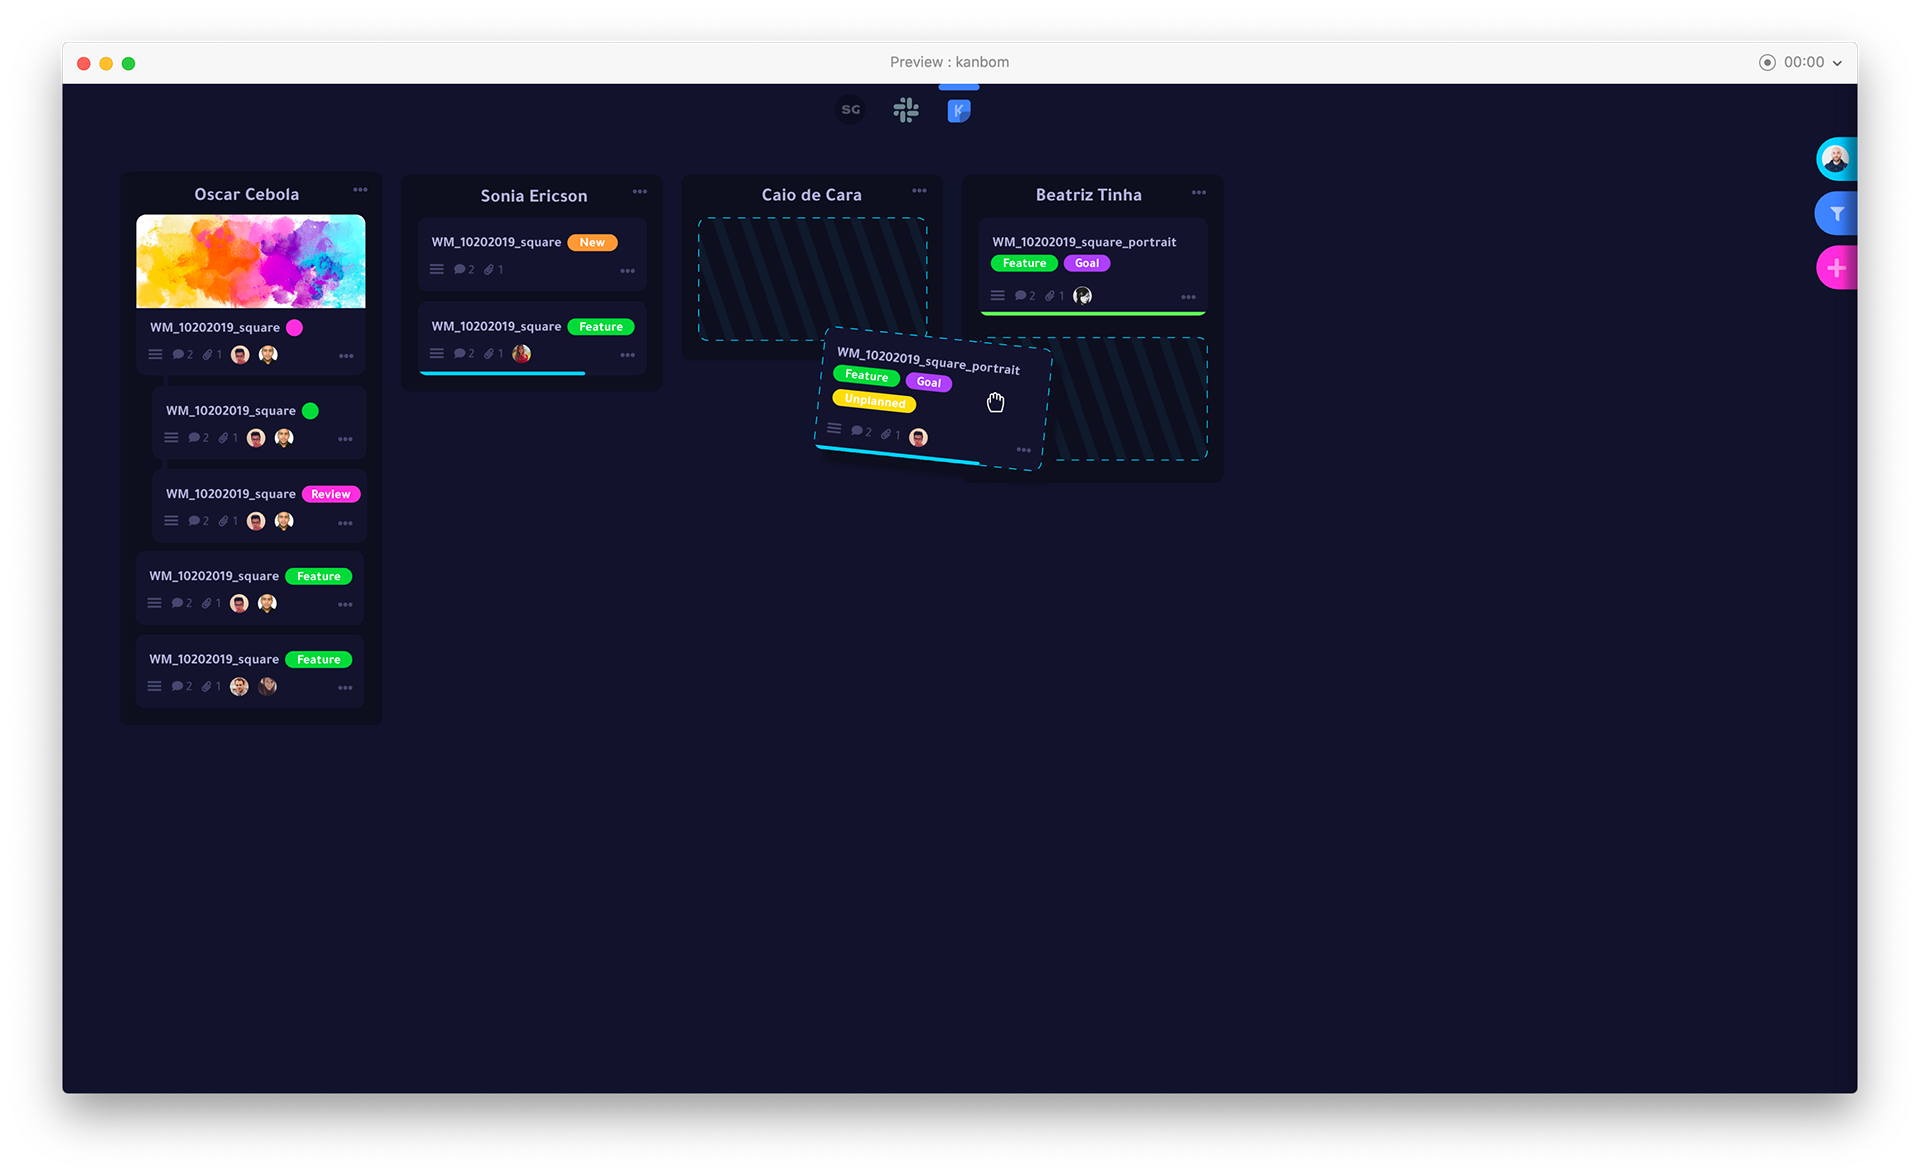 Preview : kanbom
00:00
SG
K
Oscar Cebola
WM_10202019_square
2 1
WM_10202019_square
2 1
WM_10202019_square Review
2 1
WM_10202019_square Feature
2 1
WM_10202019_square Feature
2 1
Sonia Ericson
WM_10202019_square New
2 1
WM_10202019_square Feature
2 1
Caio de Cara
WM_10202019_square_portrait
Feature Goal
Unplanned
2 1
Beatriz Tinha
WM_10202019_square_portrait
Feature Goal
2 1